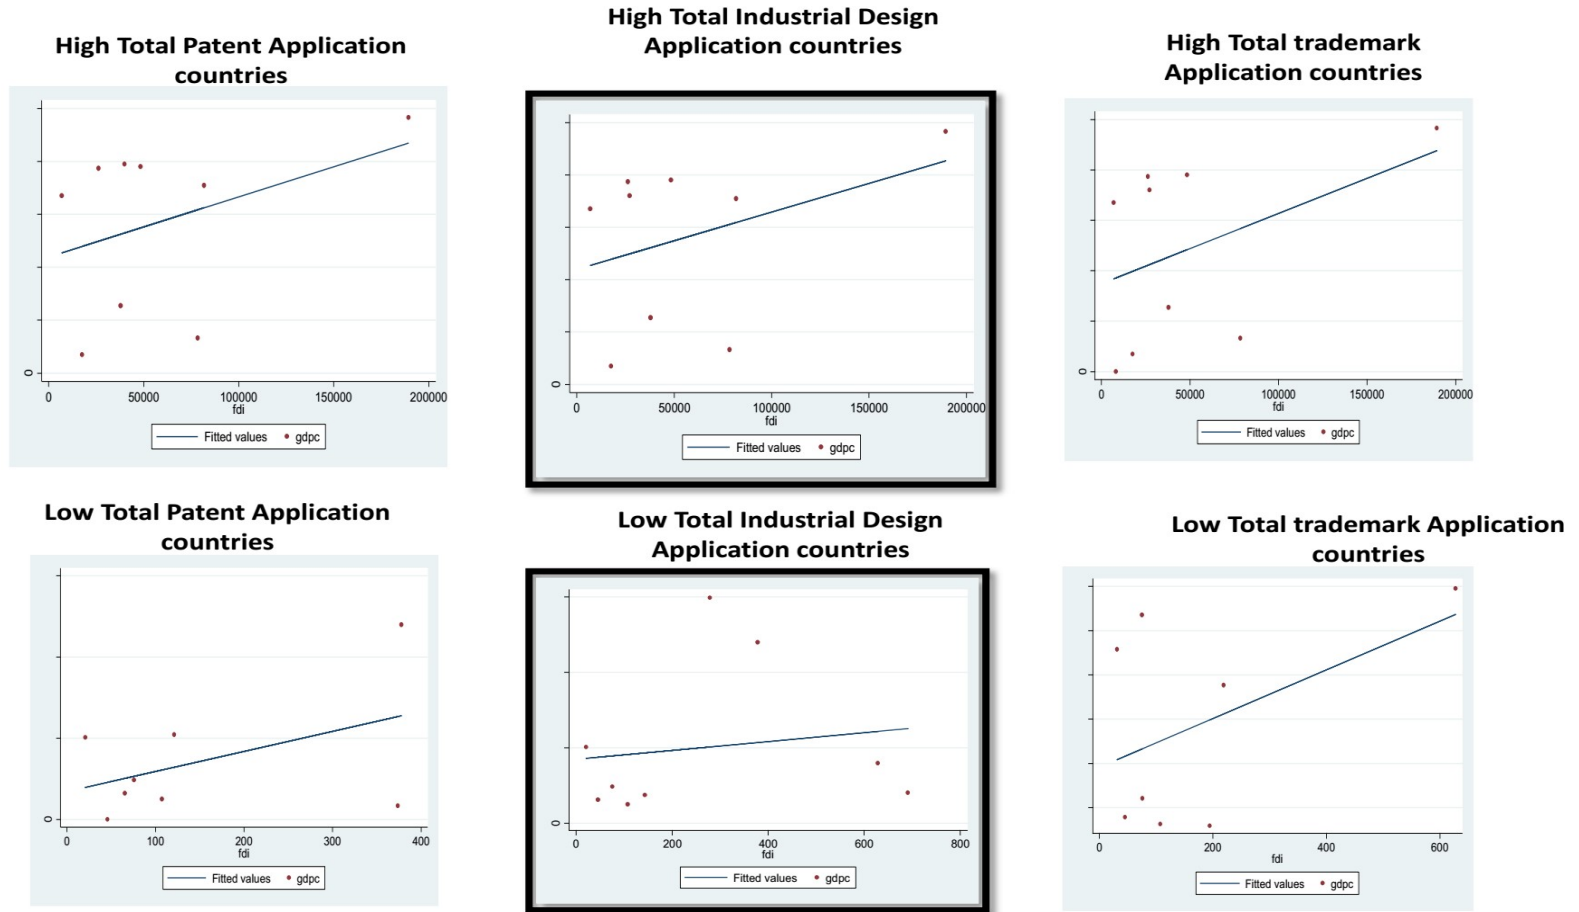 High Total Patent Application
countries
0
0
50000
100000
150000
200000
fdi
Fitted values
gdpc
High Total Industrial Design
Application countries
0
0
50000
100000
150000
200000
fdi
Fitted values
gdpc
High Total trademark
Application countries
0
0
50000
100000
150000
200000
fdi
Fitted values
gdpc
Low Total Patent Application
countries
0
0
100
200
300
400
fdi
Fitted values
gdpc
Low Total Industrial Design
Application countries
0
0
200
400
600
800
fdi
Fitted values
gdpc
Low Total trademark Application
countries
0
200
400
600
fdi
Fitted values
gdpc